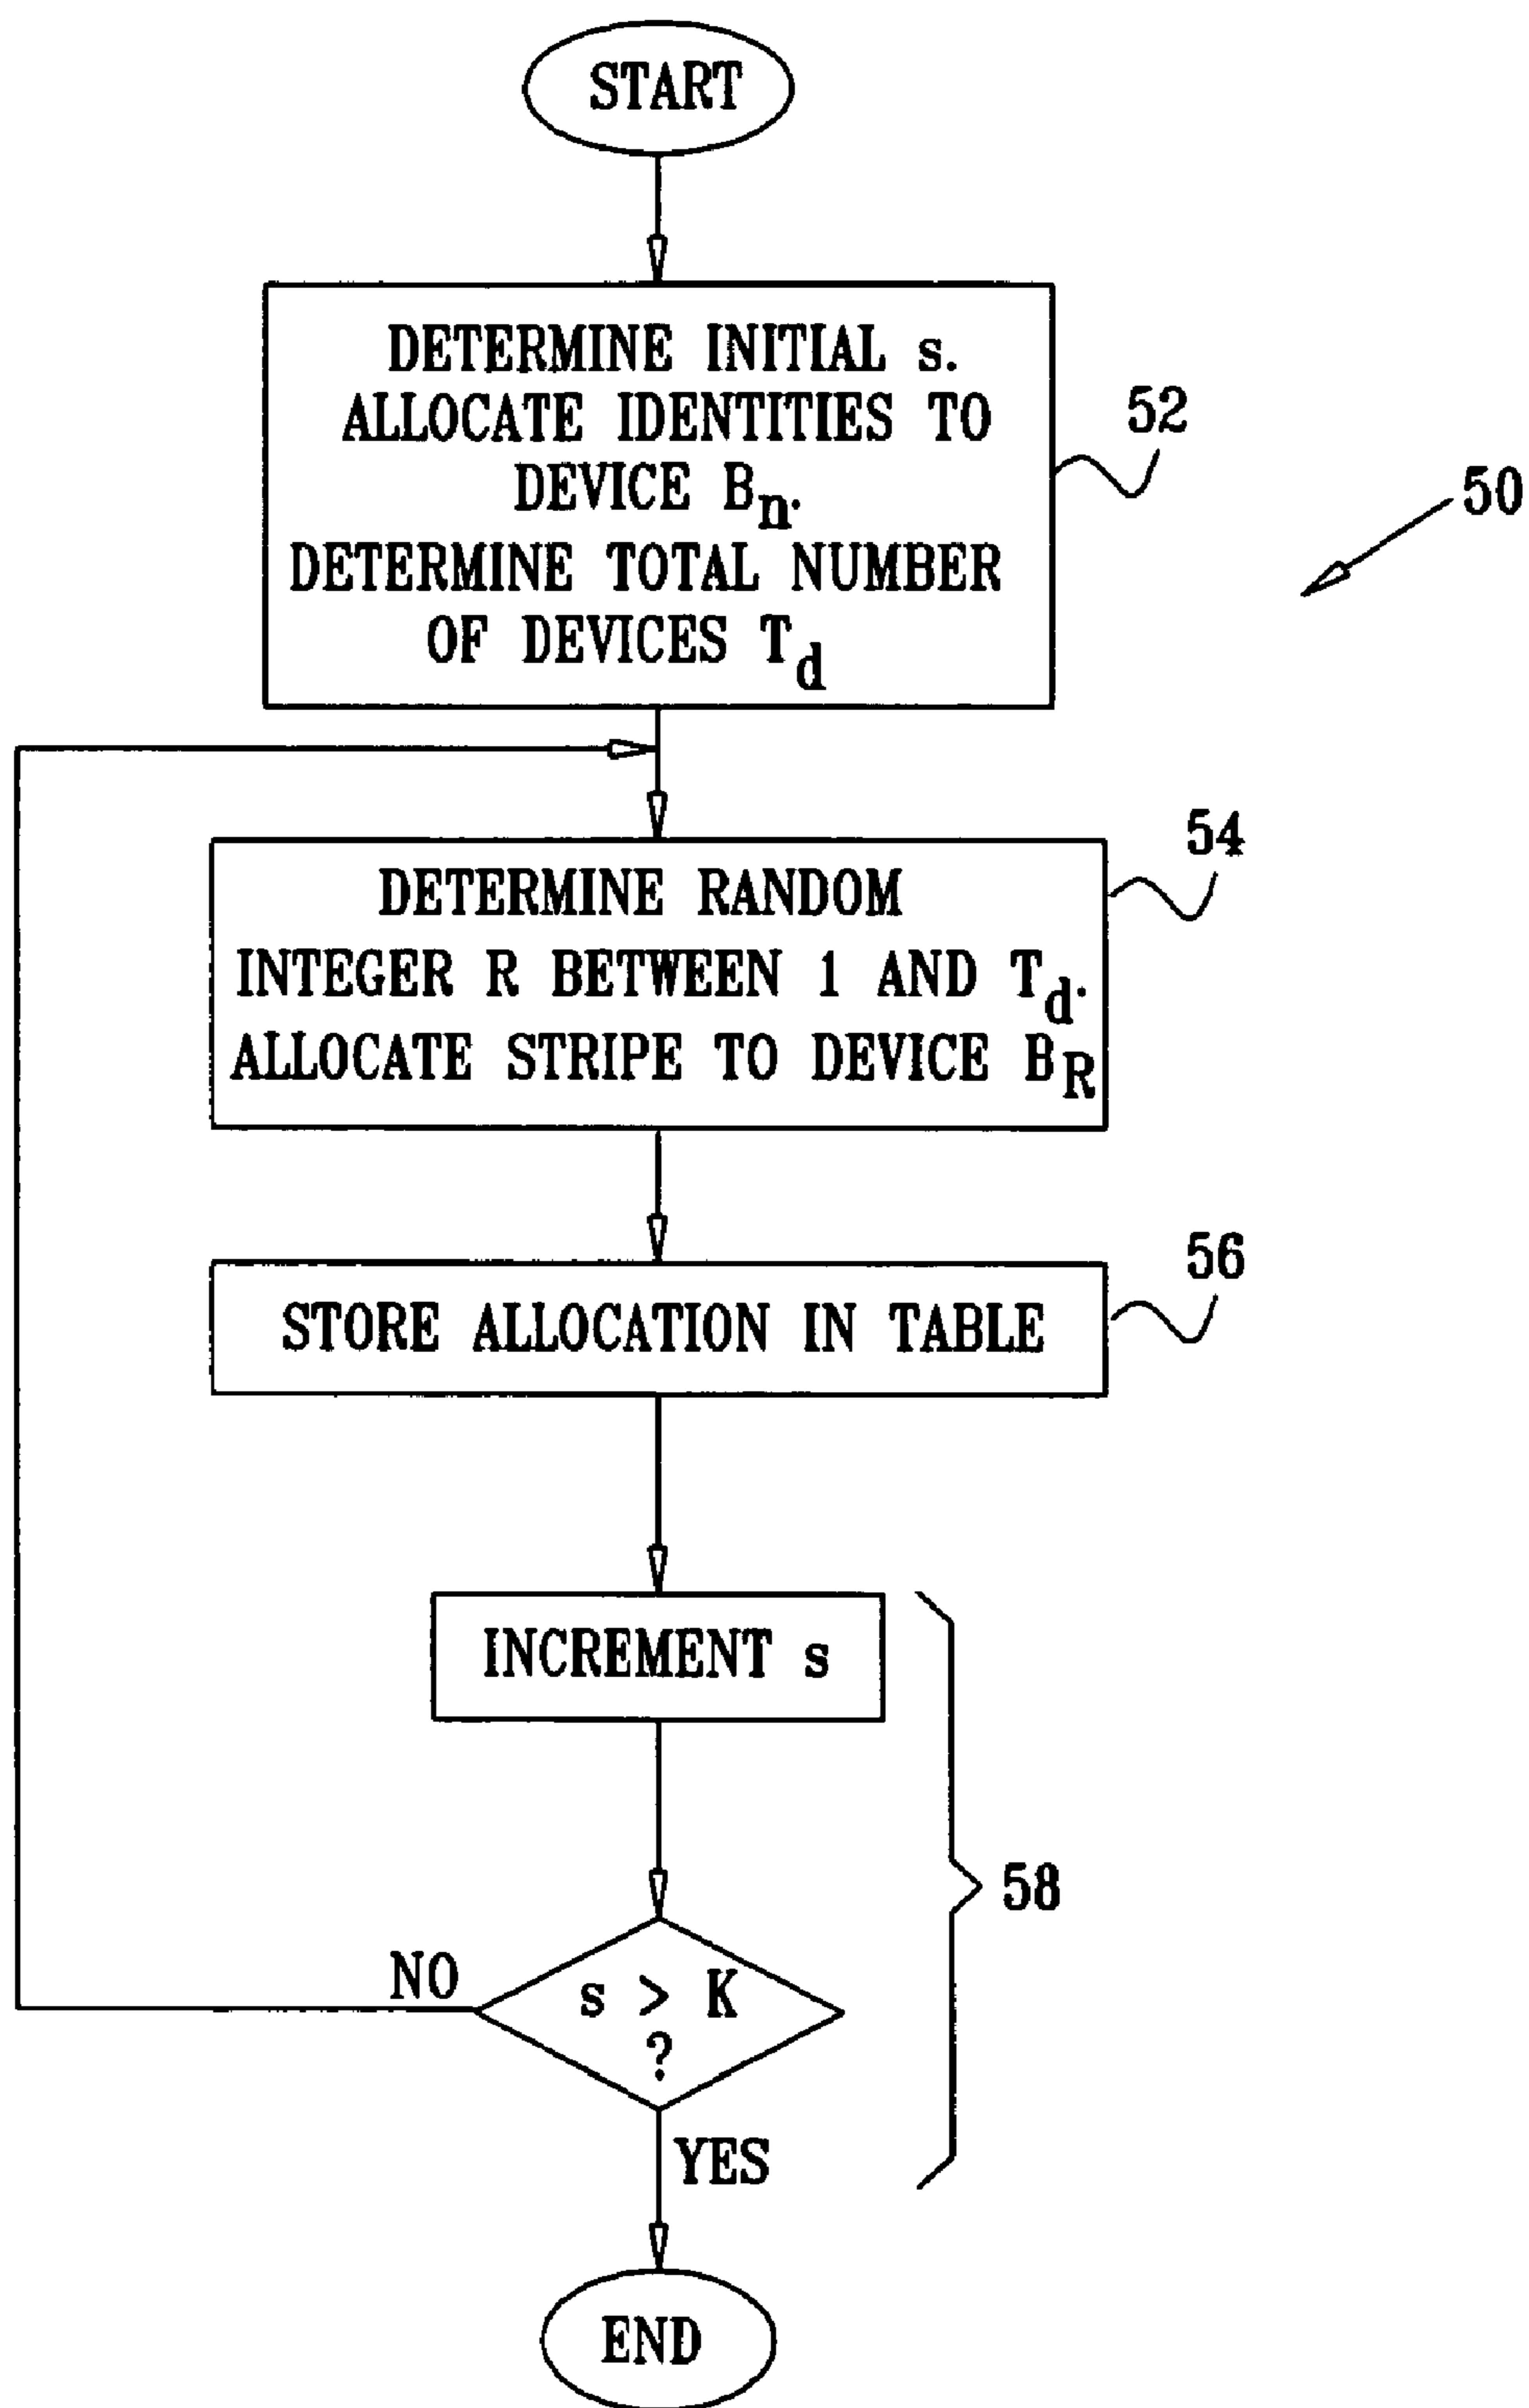 START
DETERMINE INITIAL s.
ALLOCATE IDENTITIES TO
DEVICE Bn.
DETERMINE TOTAL NUMBER
OF DEVICES Td
52
50
DETERMINE RANDOM
INTEGER R BETWEEN 1 AND Td.
ALLOCATE STRIPE TO DEVICE BR
54
STORE ALLOCATION IN TABLE
56
INCREMENT s
58
NO
s > K
?
YES
END